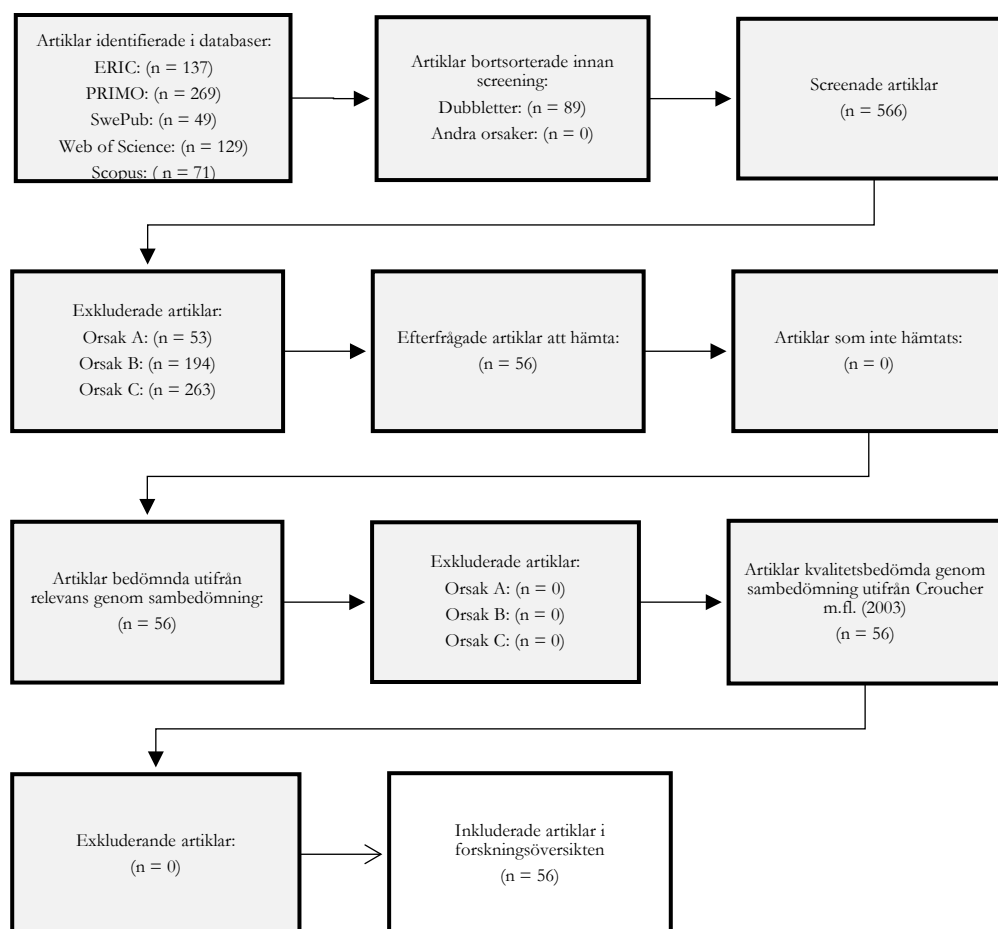 Artiklar identifierade i databaser:
ERIC: (n = 137)
PRIMO: (n = 269)
SwePub: (n = 49)
Web of Science: (n = 129)
Scopus: ( n = 71)
Artiklar bortsorterade innan
screening:
Dubbletter: (n = 89)
Andra orsaker: (n = 0)
Screenade artiklar
(n = 566)
Exkluderade artiklar:
Orsak A: (n = 53)
Orsak B: (n = 194)
Orsak C: (n = 263)
Efterfrågade artiklar att hämta:
(n = 56)
Artiklar som inte hämtats:
(n = 0)
Artiklar bedömnda utifrån
relevans genom sambedömning:
(n = 56)
Exkluderade artiklar:
Orsak A: (n = 0)
Orsak B: (n = 0)
Orsak C: (n = 0)
Artiklar kvalitetsbedömda genom
sambedömning utifrån Croucher
m.fl. (2003)
(n = 56)
Exkluderande artiklar:
(n = 0)
Inkluderade artiklar i
forskningsöversikten
(n = 56)